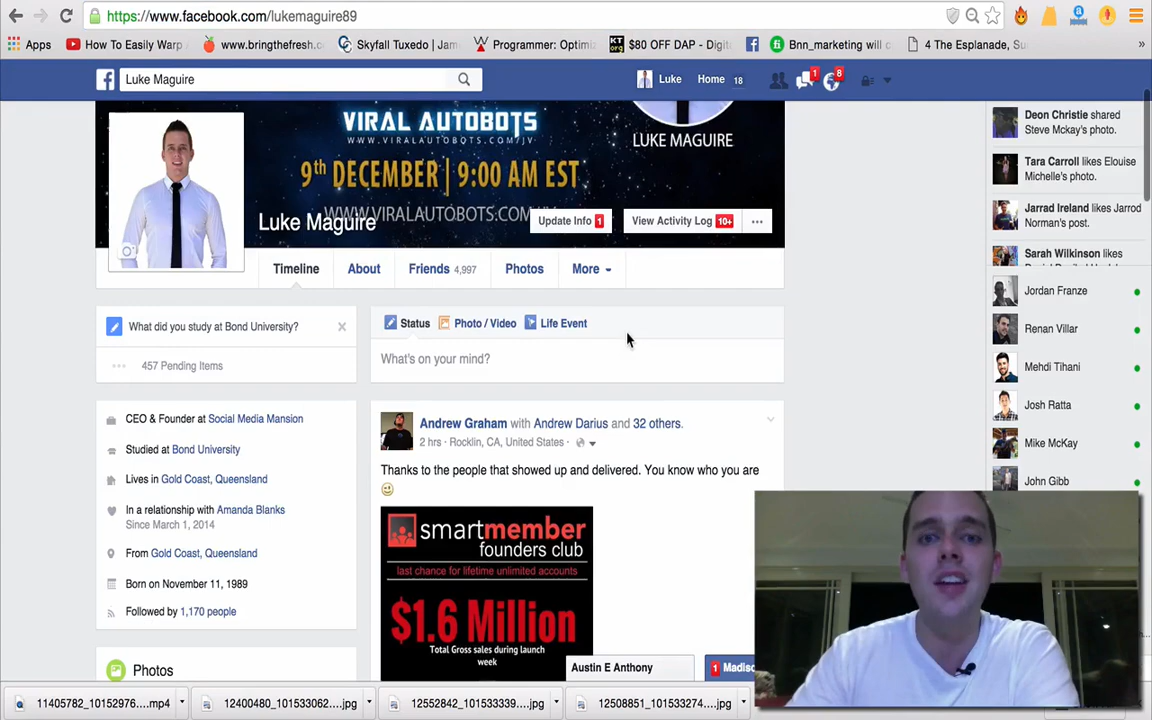 https://www.facebook.com/lukemaguire89
Apps
How To Easily Warp
www.bringthefresh.c
Skyfall Tuxedo | Jam
Programmer: Optimiz
$80 OFF DAP - Digit
Bnn_marketing will c
4 The Esplanade, Su
»
Luke Maguire
Luke
Home 18
1
8
VIRAL AUTOBOTS
WWW.VIRALAUTOBOTS.COM/JV
9th DECEMBER | 9:00 AM EST
WWW.VIRALAUTOBOTS.COM/JV
LUKE MAGUIRE
Luke Maguire
Update Info 1
View Activity Log 10+
Timeline
About
Friends 4,997
Photos
More
What did you study at Bond University?
457 Pending Items
CEO & Founder at Social Media Mansion
Studied at Bond University
Lives in Gold Coast, Queensland
In a relationship with Amanda Blanks
Since March 1, 2014
From Gold Coast, Queensland
Born on November 11, 1989
Followed by 1,170 people
Photos
Status
Photo / Video
Life Event
What's on your mind?
Andrew Graham with Andrew Darius and 32 others.
2 hrs · Rocklin, CA, United States ·
Thanks to the people that showed up and delivered. You know who you are
smartmember
founders club
last chance for lifetime unlimited accounts
$1.6 Million
Total Gross sales during launch
week
Austin E Anthony
1 Madiso
Deon Christie shared
Steve Mckay's photo.
Tara Carroll likes Elouise
Michelle's photo.
Jarrad Ireland likes Jarrod
Norman's post.
Sarah Wilkinson likes
Jordan Franze
Renan Villar
Mehdi Tihani
Josh Ratta
Mike McKay
John Gibb
11405782_10152976....mp4
12400480_101533062....jpg
12552842_101533339....jpg
12508851_101533274....jpg